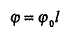 φ = φ₀l